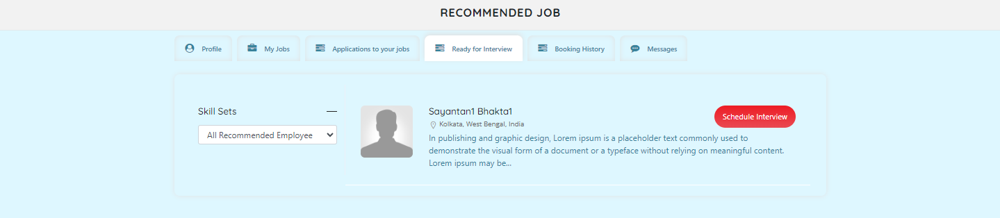 RECOMMENDED JOB
Profile
My Jobs
Applications to your jobs
Ready for Interview
Booking History
Messages
Skill Sets
All Recommended Employee
Sayantan1 Bhakta1
Schedule Interview
Kolkata, West Bengal, India
In publishing and graphic design, Lorem ipsum is a placeholder text commonly used to
demonstrate the visual form of a document or a typeface without relying on meaningful content.
Lorem ipsum may be...